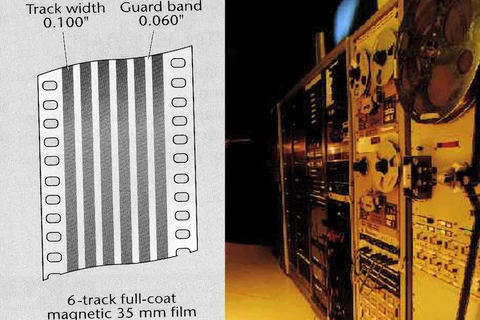 Track width
0.100"
Guard band
0.060"
6-track full-coat
magnetic 35 mm film